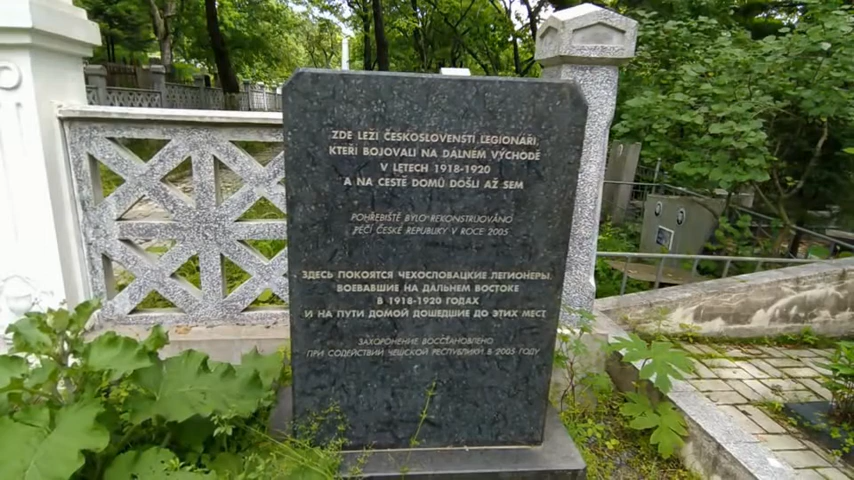 ZDE LEŽÍ ČESKOSLOVENSTÍ LEGIONÁŘI,
KTEŘÍ BOJOVALI NA DÁLNÉM VÝCHODĚ
V LETECH 1918-1920
A NA CESTĚ DOMŮ DOŠLI AŽ SEM
POHŘEBIŠTĚ BYLO REKONSTRUOVÁNO
PÉČÍ ČESKÉ REPUBLIKY V ROCE 2005
ЗДЕСЬ ПОКОЯТСЯ ЧЕХОСЛОВАЦКИЕ ЛЕГИОНЕРЫ,
ВОЕВАВШИЕ НА ДАЛЬНЕМ ВОСТОКЕ
В 1918-1920 ГОДАХ
И НА ПУТИ ДОМОЙ ДОШЕДШИЕ ДО ЭТИХ МЕСТ
ЗАХОРОНЕНИЕ ВОССТАНОВЛЕНО
ПРИ СОДЕЙСТВИИ ЧЕШСКОЙ РЕСПУБЛИКИ В 2005 ГОДУ